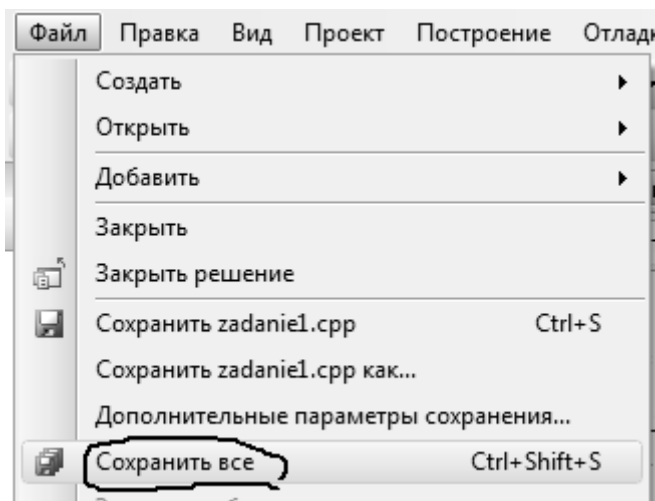 Файл Правка Вид Проект Построение
Создать
Открыть
Добавить
Закрыть
Закрыть решение
Сохранить zadanie1.cpp Ctrl+S
Сохранить zadanie1.cpp как...
Дополнительные параметры сохранения...
Сохранить все Ctrl+Shift+S